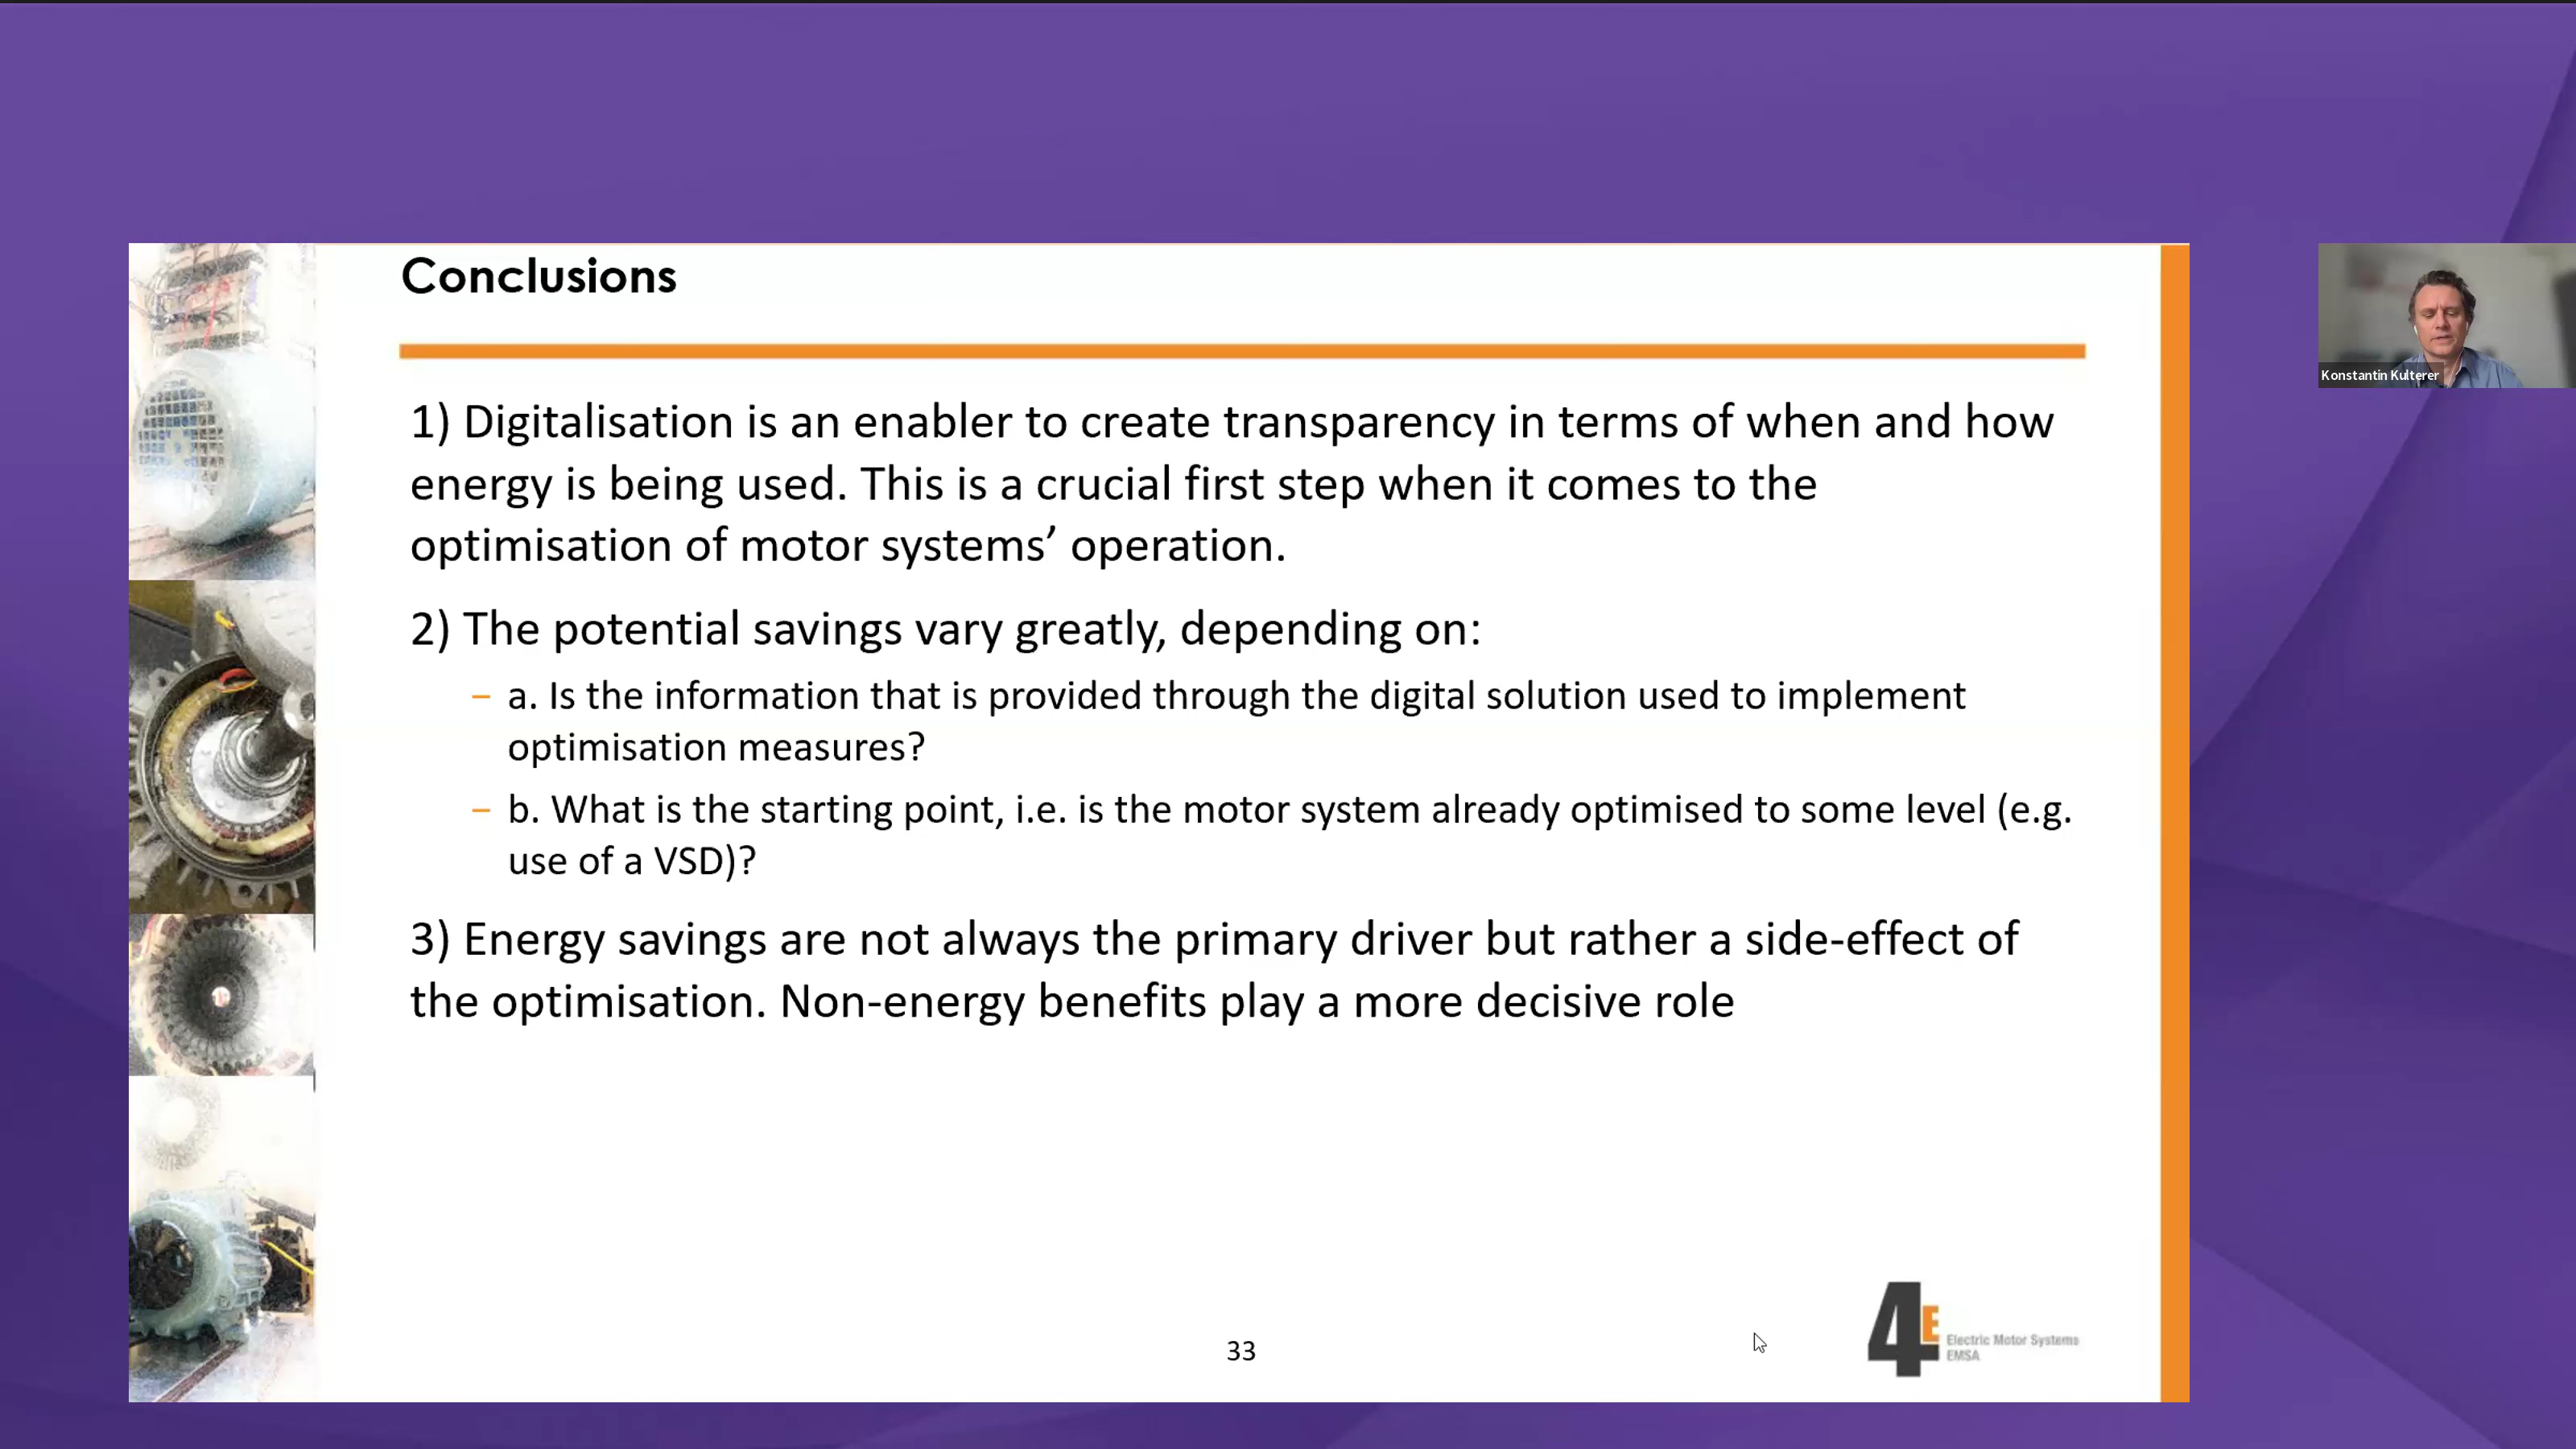 Conclusions
1) Digitalisation is an enabler to create transparency in terms of when and how
energy is being used. This is a crucial first step when it comes to the
optimisation of motor systems’ operation.
2) The potential savings vary greatly, depending on:
– a. Is the information that is provided through the digital solution used to implement
optimisation measures?
– b. What is the starting point, i.e. is the motor system already optimised to some level (e.g.
use of a VSD)?
3) Energy savings are not always the primary driver but rather a side-effect of
the optimisation. Non-energy benefits play a more decisive role
33
4E
Electric Motor Systems
EMSA
Konstantin Kulterer